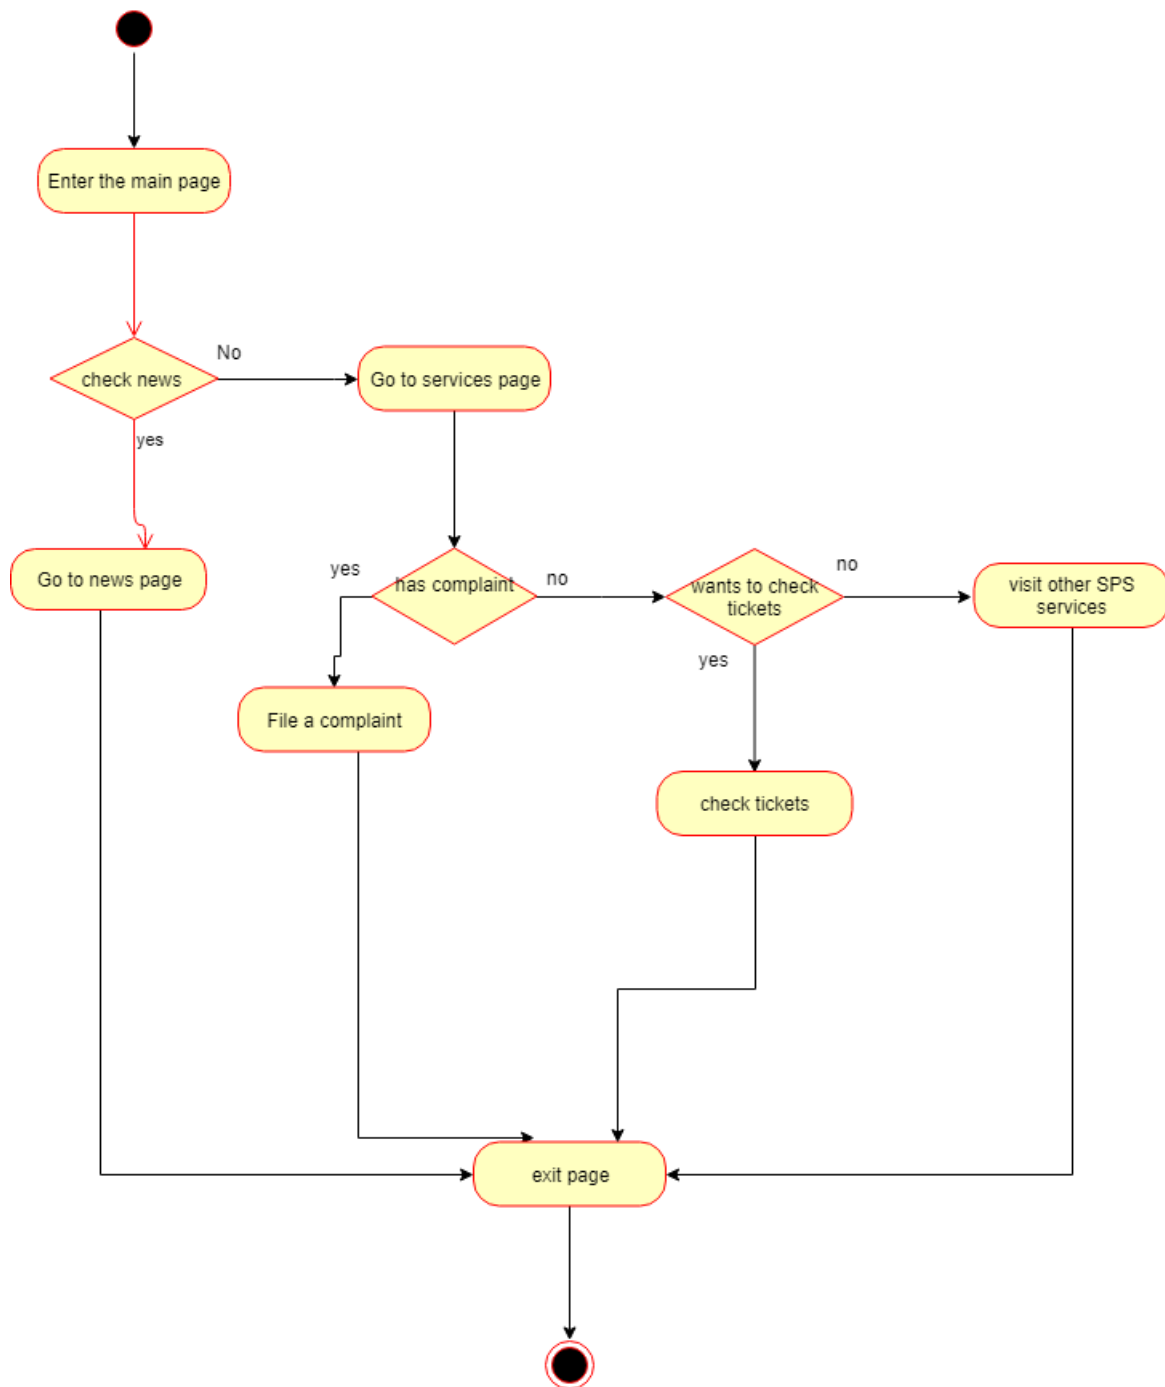 Enter the main page
check news
No
yes
Go to services page
Go to news page
has complaint
yes
no
wants to check
tickets
no
yes
visit other SPS
services
File a complaint
check tickets
exit page